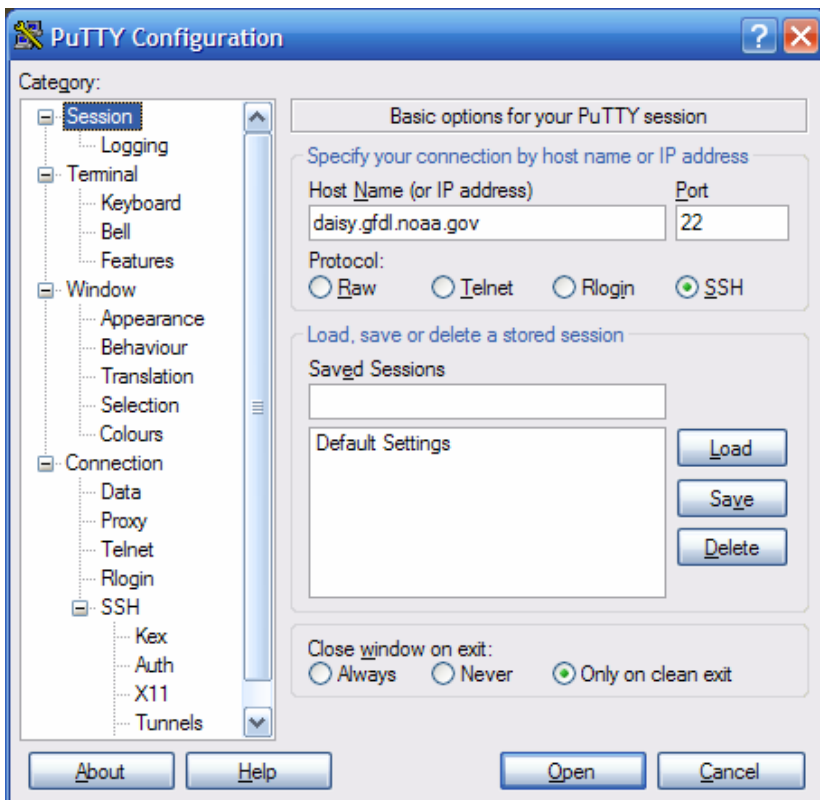 PuTTY Configuration
Category:
Session
Logging
Terminal
Keyboard
Bell
Features
Window
Appearance
Behaviour
Translation
Selection
Colours
Connection
Data
Proxy
Telnet
Rlogin
SSH
Kex
Auth
X11
Tunnels
Basic options for your PuTTY session
Specify your connection by host name or IP address
Host Name (or IP address) Port
daisy.gfdl.noaa.gov 22
Protocol:
Raw Telnet Rlogin SSH
Load, save or delete a stored session
Saved Sessions
Default Settings
Load
Save
Delete
Close window on exit:
Always Never Only on clean exit
About Help Open Cancel